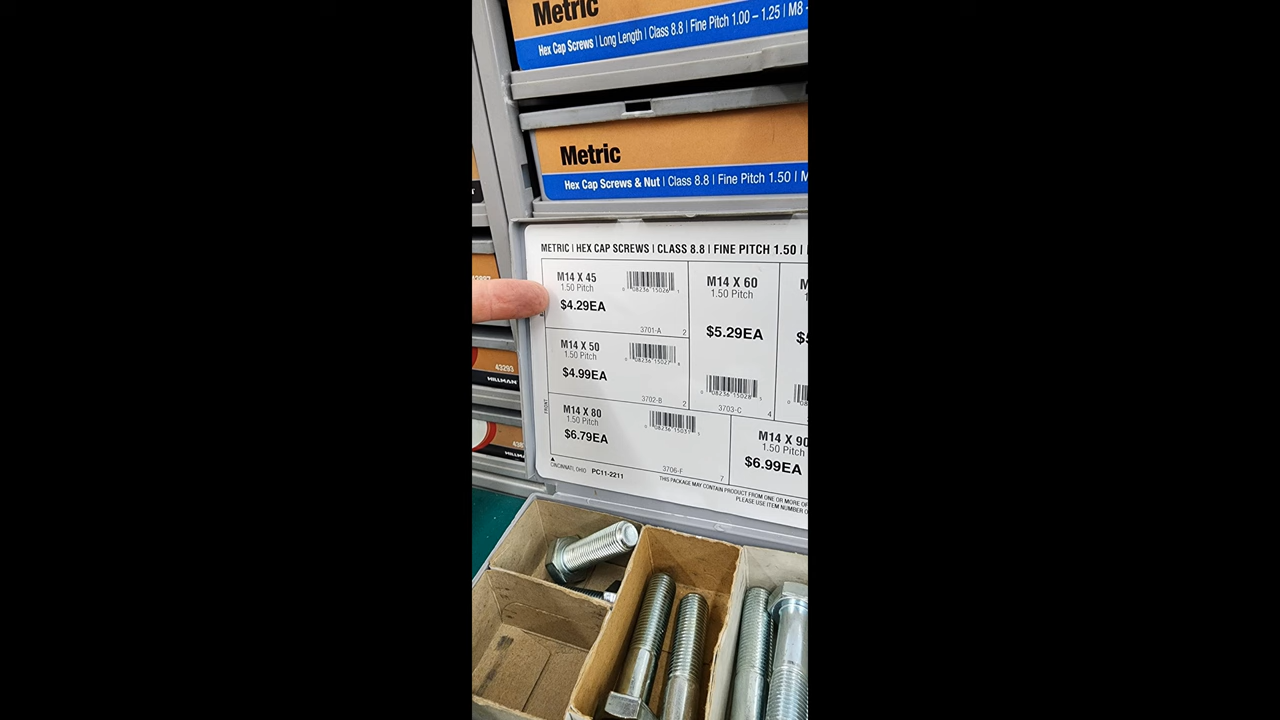 Metric
Hex Cap Screws | Long Length | Class 8.8 | Fine Pitch 1.00 – 1.25 | M8
Metric
Hex Cap Screws & Nut | Class 8.8 | Fine Pitch 1.50 |
METRIC | HEX CAP SCREWS | CLASS 8.8 | FINE PITCH 1.50 |
M14 X 45
1.50 Pitch
$4.29EA
3701-A 2
M14 X 60
1.50 Pitch
$5.29EA
3703-C 4
M14 X 50
1.50 Pitch
$4.99EA
3702-B 2
M14 X 80
1.50 Pitch
$6.79EA
3706-F 7
M14 X 90
1.50 Pitch
$6.99EA
FRONT
CINCINNATI, OHIO PC11-2211
THIS PACKAGE MAY CONTAIN PRODUCT FROM ONE OR MORE
PLEASE USE ITEM NUMBER
43293
HILLMAN
HILLMAN